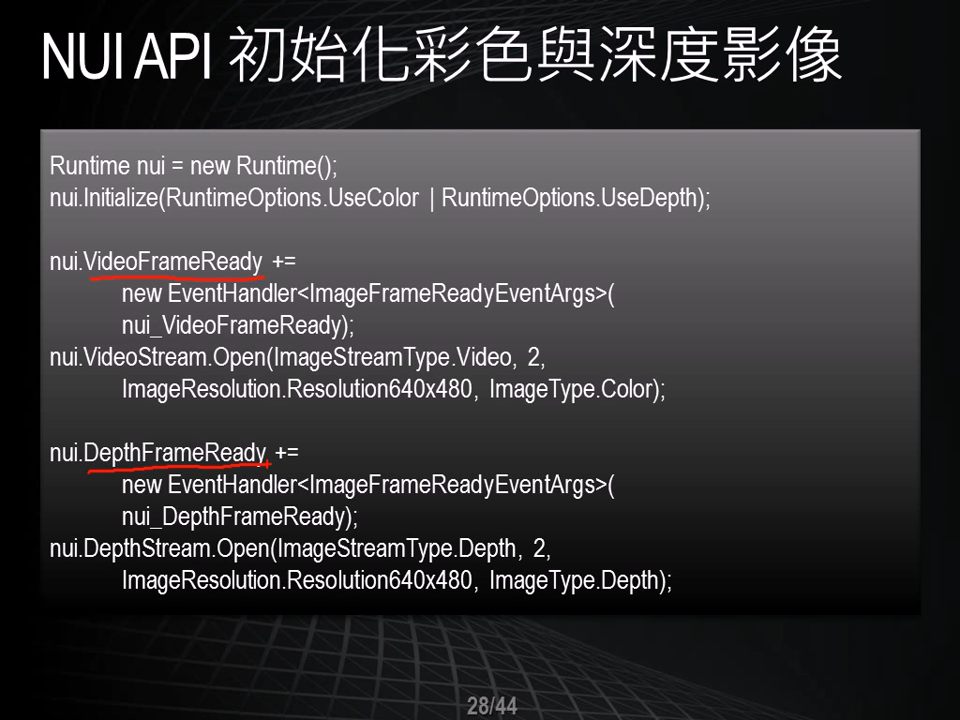 NUI API 初始化彩色與深度影像
Runtime nui = new Runtime();
nui.Initialize(RuntimeOptions.UseColor | RuntimeOptions.UseDepth);
nui.VideoFrameReady +=
new EventHandler<ImageFrameReadyEventArgs>(
nui_VideoFrameReady);
nui.VideoStream.Open(ImageStreamType.Video, 2,
ImageResolution.Resolution640x480, ImageType.Color);
nui.DepthFrameReady +=
new EventHandler<ImageFrameReadyEventArgs>(
nui_DepthFrameReady);
nui.DepthStream.Open(ImageStreamType.Depth, 2,
ImageResolution.Resolution640x480, ImageType.Depth);
28/44